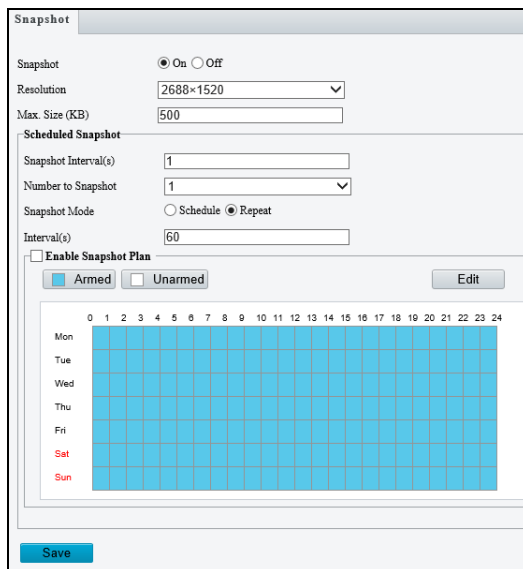 Snapshot
Snapshot On Off
Resolution 2688×1520
Max. Size (KB) 500
Scheduled Snapshot
Snapshot Interval(s) 1
Number to Snapshot 1
Snapshot Mode Schedule Repeat
Interval(s) 60
Enable Snapshot Plan
Armed Unarmed Edit
0 1 2 3 4 5 6 7 8 9 10 11 12 13 14 15 16 17 18 19 20 21 22 23 24
Mon
Tue
Wed
Thu
Fri
Sat
Sun
Save